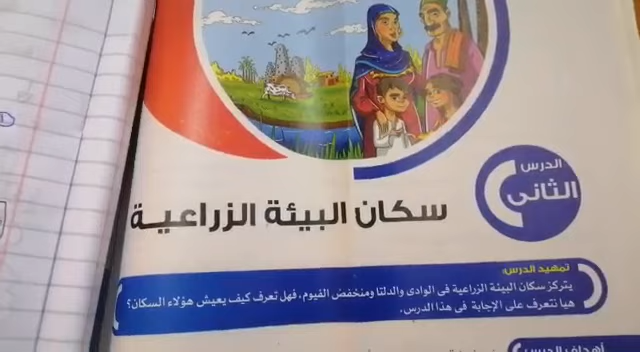 الدرس
الثانى
سكان البيئة الزراعية
تمهيد الدرس:
يتركز سكان البيئة الزراعية فى الوادى والدلتا ومنخفض الفيوم، فهل تعرف كيف يعيش هؤلاء السكان؟
هيا نتعرف على الإجابة فى هذا الدرس.
أهداف الدرس